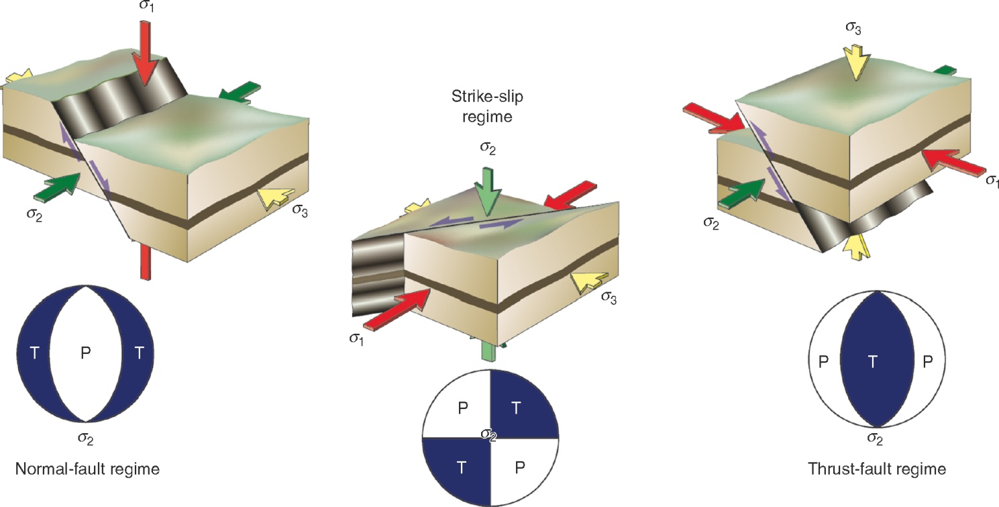 σ1
σ2
σ3
T
P
T
σ2
Normal-fault regime
Strike-slip
regime
σ2
σ1
σ3
P
T
σ2
T
P
σ3
σ1
σ2
P
T
P
σ2
Thrust-fault regime